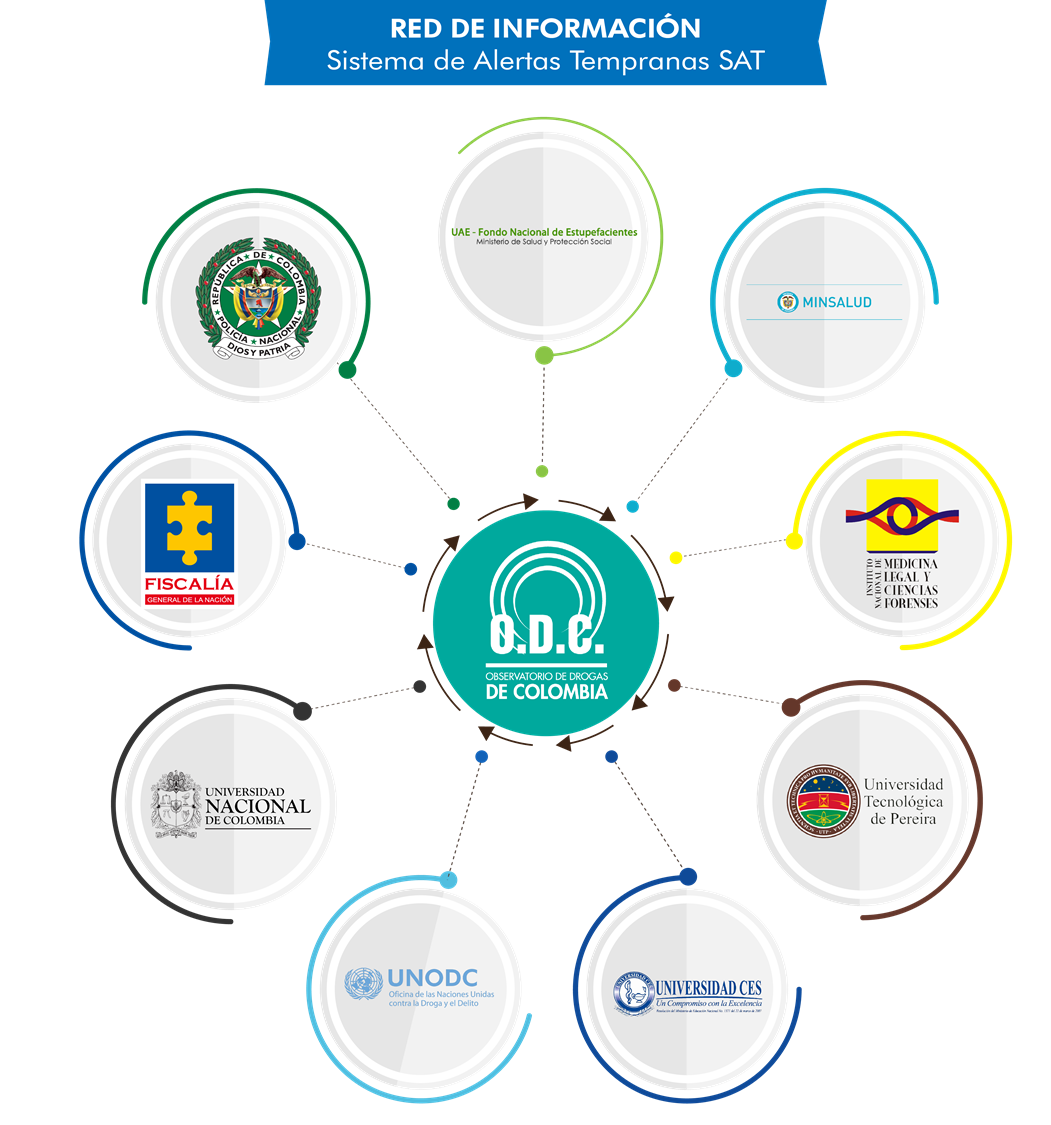 RED DE INFORMACIÓN
Sistema de Alertas Tempranas SAT
UAE - Fondo Nacional de Estupefacientes
Ministerio de Salud y Protección Social
REPÚBLICA DE COLOMBIA
POLICÍA NACIONAL
DIOS Y PATRIA
MINSALUD
FISCALÍA
GENERAL DE LA NACIÓN
INSTITUTO
NACIONAL DE
MEDICINA
LEGAL Y
CIENCIAS
FORENSES
O.D.C.
OBSERVATORIO DE DROGAS
DE COLOMBIA
UNIVERSIDAD
NACIONAL
DE COLOMBIA
Universidad
Tecnológica
de Pereira
UNODC
Oficina de las Naciones Unidas
contra la Droga y el Delito
UNIVERSIDAD CES
Un Compromiso con la Excelencia